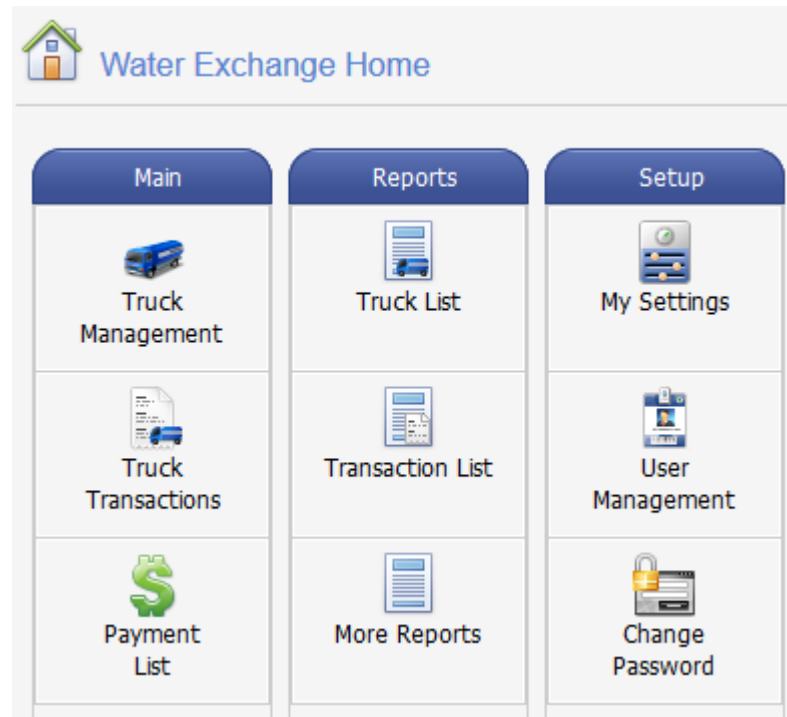 Water Exchange Home
Main
Reports
Setup
Truck
Management
Truck List
My Settings
Truck
Transactions
Transaction List
User
Management
Payment
List
More Reports
Change
Password